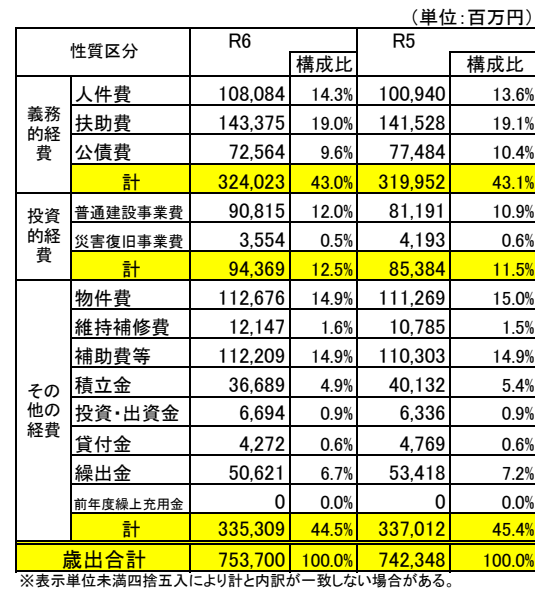 （単位：百万円）
性質区分 R6 R5
構成比 構成比
義務的経費
人件費 108,084 14.3% 100,940 13.6%
扶助費 143,375 19.0% 141,528 19.1%
公債費 72,564 9.6% 77,484 10.4%
計 324,023 43.0% 319,952 43.1%
投資的経費
普通建設事業費 90,815 12.0% 81,191 10.9%
災害復旧事業費 3,554 0.5% 4,193 0.6%
計 94,369 12.5% 85,384 11.5%
その他の経費
物件費 112,676 14.9% 111,269 15.0%
維持補修費 12,147 1.6% 10,785 1.5%
補助費等 112,209 14.9% 110,303 14.9%
積立金 36,689 4.9% 40,132 5.4%
投資・出資金 6,694 0.9% 6,336 0.9%
貸付金 4,272 0.6% 4,769 0.6%
繰出金 50,621 6.7% 53,418 7.2%
前年度繰上充用金 0 0.0% 0 0.0%
計 335,309 44.5% 337,012 45.4%
歳出合計 753,700 100.0% 742,348 100.0%
※表示単位未満四捨五入により計と内訳が一致しない場合がある。